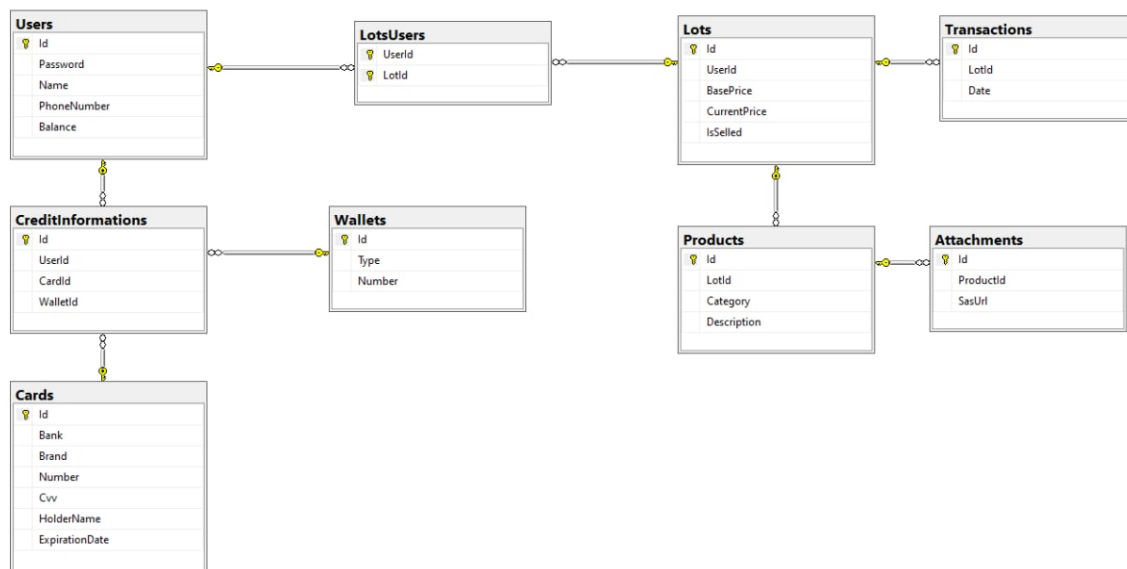 Users
Id
Password
Name
PhoneNumber
Balance
LotsUsers
UserId
LotId
Lots
Id
UserId
BasePrice
CurrentPrice
IsSelled
Transactions
Id
LotId
Date
CreditInformations
Id
UserId
CardId
WalletId
Wallets
Id
Type
Number
Products
Id
LotId
Category
Description
Attachments
Id
ProductId
SasUrl
Cards
Id
Bank
Brand
Number
Cvv
HolderName
ExpirationDate